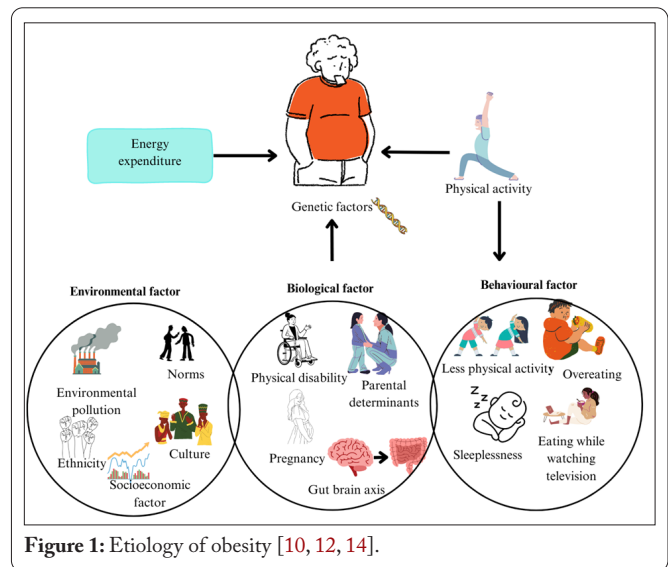 Energy
expenditure
Physical activity
Genetic factors
Environmental factor
Biological factor
Behavioural factor
Norms
Environmental
pollution
Ethnicity
Culture
Socioeconomic
factor
Physical disability
Parental
determinants
Pregnancy
Gut brain axis
Less physical activity
Overeating
z z z
Sleeplessness
Eating while
watching
television
Figure 1: Etiology of obesity [10, 12, 14].